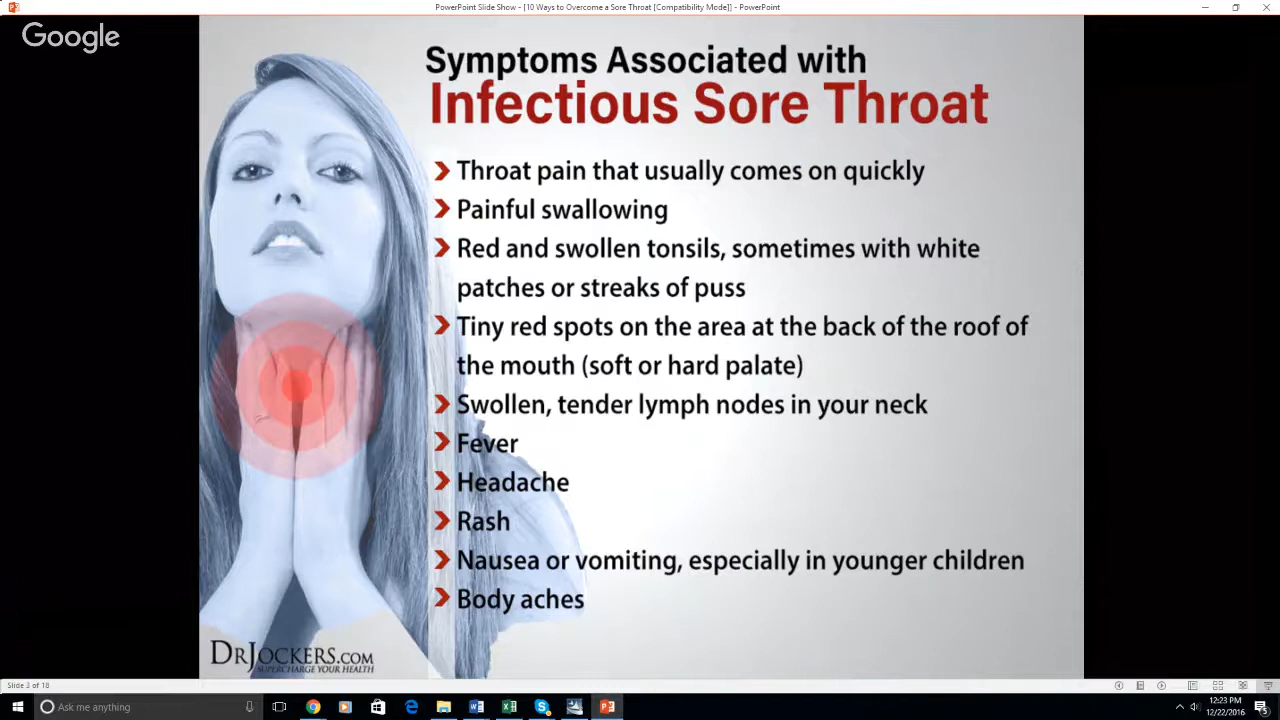 PowerPoint Slide Show - [10 Ways to Overcome a Sore Throat [Compatibility Mode]] - PowerPoint
Google
Symptoms Associated with
Infectious Sore Throat
Throat pain that usually comes on quickly
Painful swallowing
Red and swollen tonsils, sometimes with white
patches or streaks of puss
Tiny red spots on the area at the back of the roof of
the mouth (soft or hard palate)
Swollen, tender lymph nodes in your neck
Fever
Headache
Rash
Nausea or vomiting, especially in younger children
Body aches
DRJOCKERS.COM
SUPERCHARGE YOUR HEALTH
Slide 3 of 18
Ask me anything
12:23 PM
12/22/2016